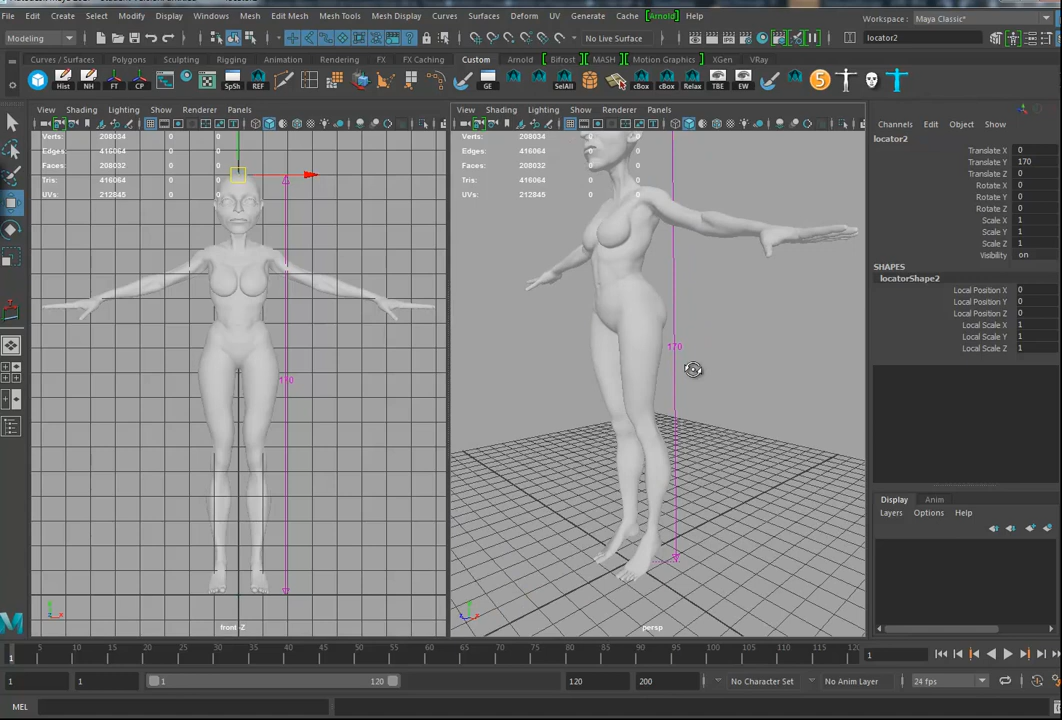 File Edit Create Select Modify Display Windows Mesh Edit Mesh Mesh Tools Mesh Display Curves Surfaces Deform UV Generate Cache [Arnold] Help
Workspace : Maya Classic*
Modeling
No Live Surface
locator2
Curves / Surfaces Polygons Sculpting Rigging Animation Rendering FX FX Caching Custom Arnold Bifrost MASH Motion Graphics XGen VRay
Hist NH FT CP SpSh REF GE SelAll cBox cBox Relax TBE EW
View Shading Lighting Show Renderer Panels
View Shading Lighting Show Renderer Panels
Verts: 208034 0 0
Edges: 416064 0 0
Faces: 208032 0 0
Tris: 416060 0 0
UVs: 212845 0 0
front -Z
Verts: 208034 0 0
Edges: 416064 0 0
Faces: 208032 0 0
Tris: 416060 0 0
UVs: 212845 0 0
170
persp
Channels Edit Object Show
locator2
Translate X 0
Translate Y 170
Translate Z 0
Rotate X 0
Rotate Y 0
Rotate Z 0
Scale X 1
Scale Y 1
Scale Z 1
Visibility on
SHAPES
locatorShape2
Local Position X 0
Local Position Y 0
Local Position Z 0
Local Scale X 1
Local Scale Y 1
Local Scale Z 1
Display Anim
Layers Options Help
1 5 10 15 20 25 30 35 40 45 50 55 60 65 70 75 80 85 90 95 100 105 110 115 120
1
1 1 1 120 120 200 No Character Set No Anim Layer 24 fps
MEL